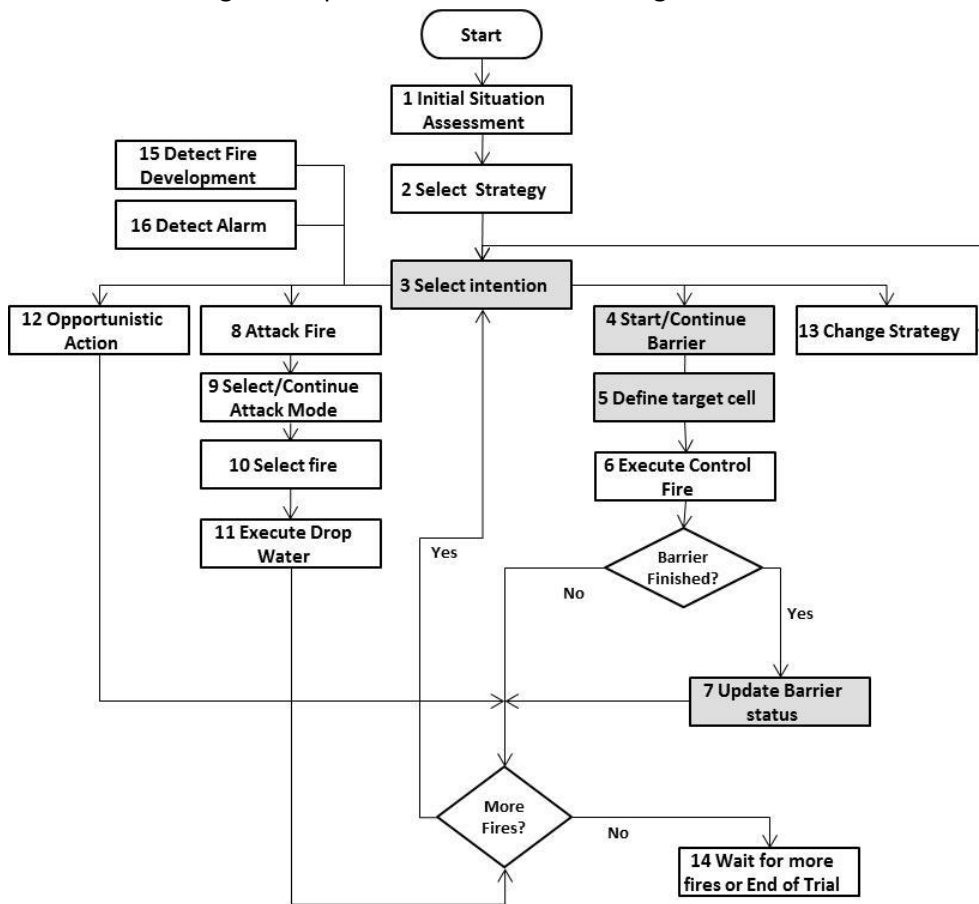 Start
1 Initial Situation
Assessment
15 Detect Fire
Development
2 Select Strategy
16 Detect Alarm
3 Select intention
12 Opportunistic
Action
8 Attack Fire
4 Start/Continue
Barrier
13 Change Strategy
9 Select/Continue
Attack Mode
5 Define target cell
10 Select fire
6 Execute Control
Fire
11 Execute Drop
Water
Yes
Barrier
Finished?
No
Yes
7 Update Barrier
status
More
Fires?
No
14 Wait for more
fires or End of Trial